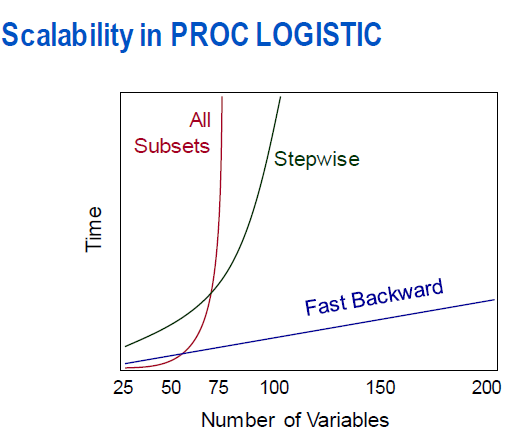 Scalability in PROC LOGISTIC
All
Subsets
Stepwise
Fast Backward
Time
25 50 75 100 150 200
Number of Variables